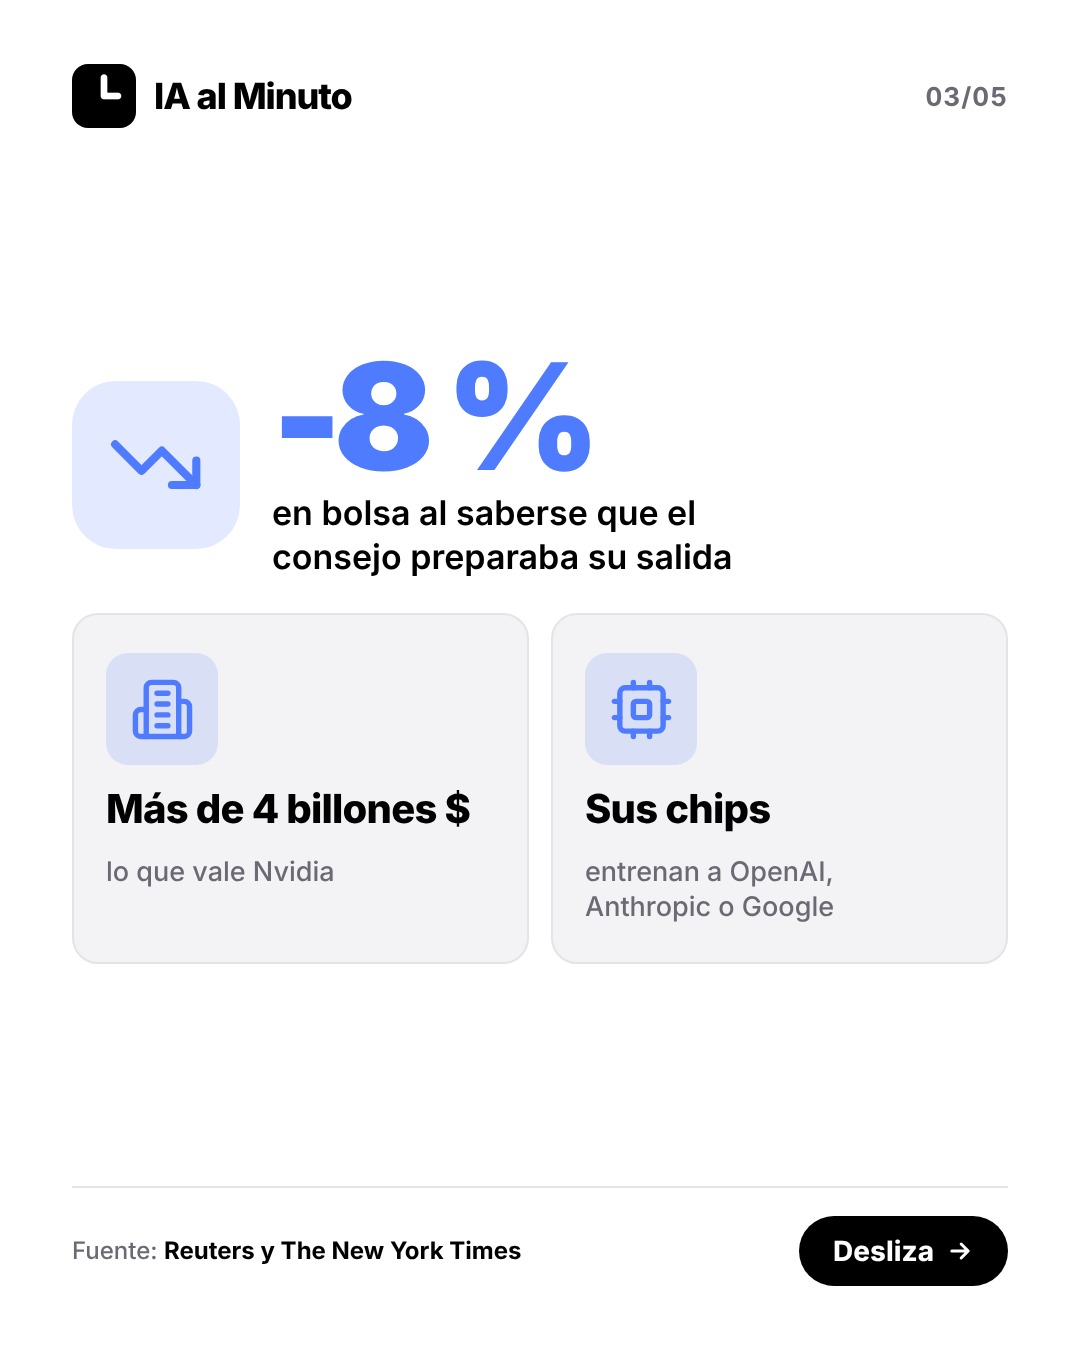 IA al Minuto
03/05
-8 %
en bolsa al saberse que el
consejo preparaba su salida
Más de 4 billones $
lo que vale Nvidia
Sus chips
entrenan a OpenAI,
Anthropic o Google
Fuente: Reuters y The New York Times
Desliza →